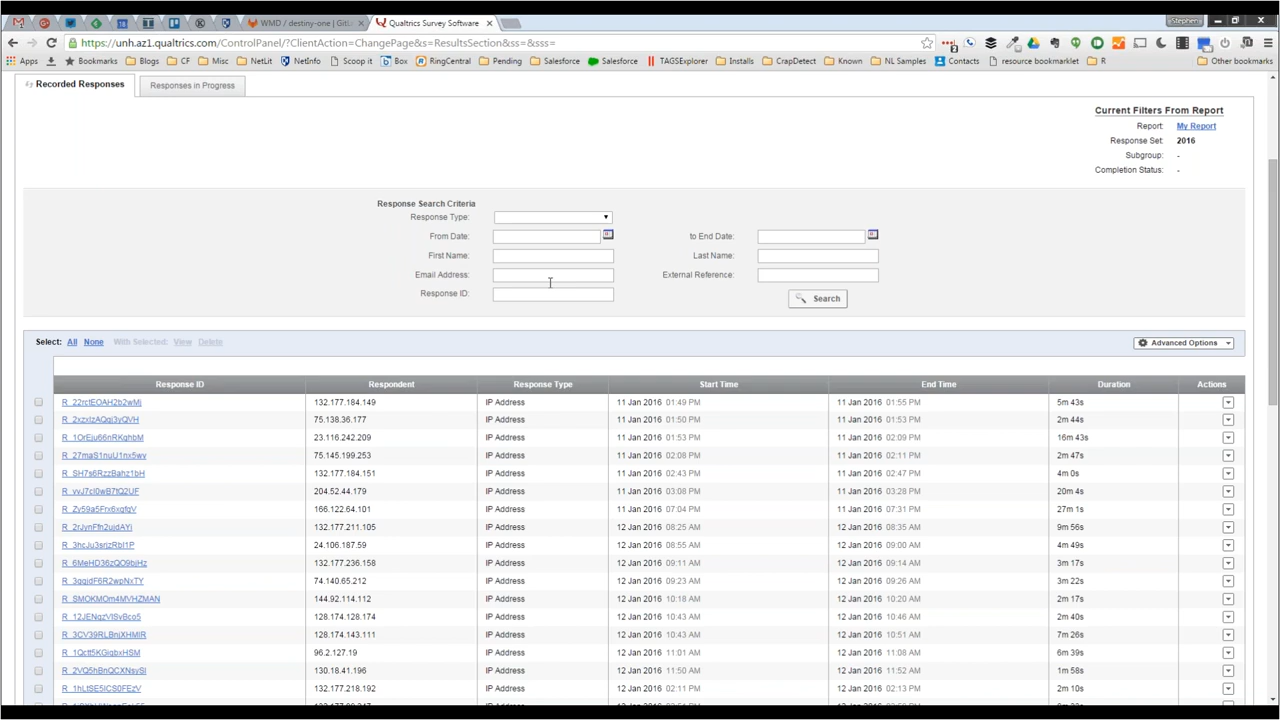 WMD / destiny-one | GitL
Qualtrics Survey Software
Stephen
https://unh.az1.qualtrics.com/ControlPanel/?ClientAction=ChangePage&s=ResultsSection&ss=&sss=
Apps Bookmarks Blogs CF Misc NetLit NetInfo Scoop it Box RingCentral Pending Salesforce Salesforce TAGSExplorer Installs CrapDetect Known NL Samples Contacts resource bookmarklet R Other bookmarks
Recorded Responses Responses in Progress
Current Filters From Report
Report: My Report
Response Set: 2016
Subgroup: -
Completion Status: -
Response Search Criteria
Response Type:
From Date: to End Date:
First Name: Last Name:
Email Address: External Reference:
Response ID: Search
Select: All None With Selected: View Delete Advanced Options
Response ID Respondent Response Type Start Time End Time Duration Actions
R_22rctEOAH2b2wMj 132.177.184.149 IP Address 11 Jan 2016 01:49 PM 11 Jan 2016 01:55 PM 5m 43s
75.138.36.177 IP Address 11 Jan 2016 01:50 PM 11 Jan 2016 01:53 PM 2m 44s
R_1OrEju66nRKghbM 23.116.242.209 IP Address 11 Jan 2016 01:53 PM 11 Jan 2016 02:09 PM 16m 43s
R_27maS1nuU1nx5wv 75.145.199.253 IP Address 11 Jan 2016 02:08 PM 11 Jan 2016 02:11 PM 2m 47s
R_SH7s6RzzBahz1bH 132.177.184.151 IP Address 11 Jan 2016 02:43 PM 11 Jan 2016 02:47 PM 4m 0s
204.52.44.179 IP Address 11 Jan 2016 03:08 PM 11 Jan 2016 03:28 PM 20m 4s
166.122.64.101 IP Address 11 Jan 2016 07:04 PM 11 Jan 2016 07:31 PM 27m 1s
132.177.211.105 IP Address 12 Jan 2016 08:25 AM 12 Jan 2016 08:35 AM 9m 56s
24.106.187.59 IP Address 12 Jan 2016 08:55 AM 12 Jan 2016 09:00 AM 4m 49s
132.177.236.158 IP Address 12 Jan 2016 09:11 AM 12 Jan 2016 09:14 AM 3m 17s
74.140.65.212 IP Address 12 Jan 2016 09:23 AM 12 Jan 2016 09:26 AM 3m 22s
R_SMOKMOm4MVHZMAN 144.92.114.112 IP Address 12 Jan 2016 10:18 AM 12 Jan 2016 10:20 AM 2m 17s
128.174.128.174 IP Address 12 Jan 2016 10:43 AM 12 Jan 2016 10:46 AM 2m 40s
R_3CV39RLBnjXHMIR 128.174.143.111 IP Address 12 Jan 2016 10:43 AM 12 Jan 2016 10:51 AM 7m 26s
R_1Qctt5KGiqbxHSM 96.2.127.19 IP Address 12 Jan 2016 11:01 AM 12 Jan 2016 11:08 AM 6m 39s
R_2VQ5hBnQCXNsySl 130.18.41.196 IP Address 12 Jan 2016 11:50 AM 12 Jan 2016 11:52 AM 1m 58s
R_1hLtSE5ICS0FEzV 132.177.218.192 IP Address 12 Jan 2016 02:11 PM 12 Jan 2016 02:13 PM 2m 10s